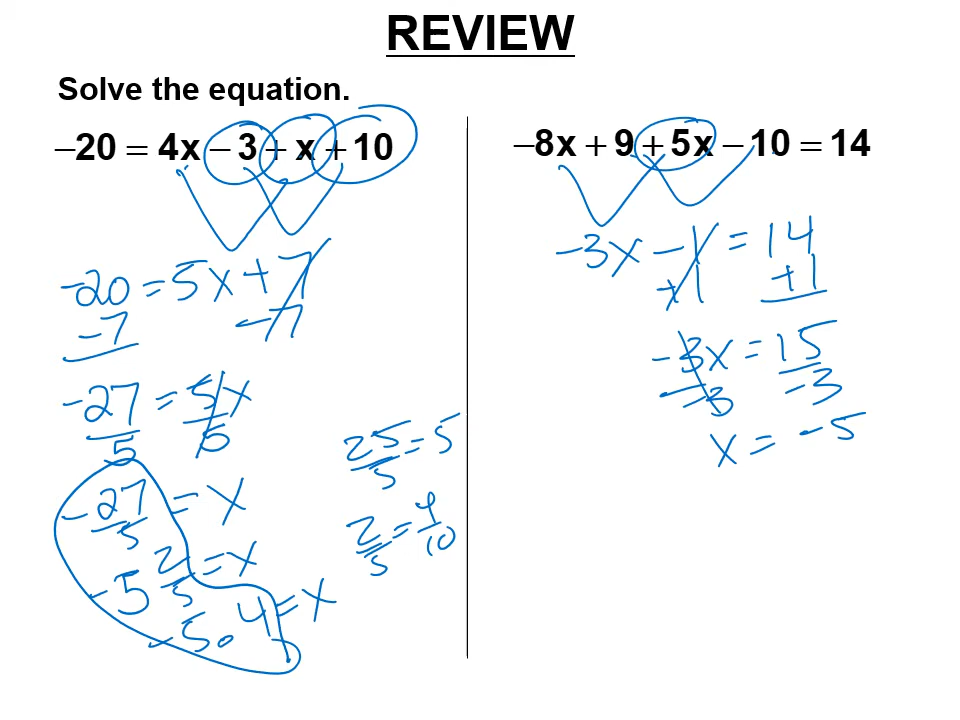 REVIEW
Solve the equation.
−20 = 4x − 3 + x + 10
-20 = 5x + 7
-7 -7
-27/5 = 5x/5
-27/5 = x
-5 2/5 = x
-5.4 = x
25/5 = 5
2/5 = 4/10
−8x + 9 + 5x − 10 = 14
-3x - 1 = 14
+1 +1
-3x/-3 = 15/-3
x = -5